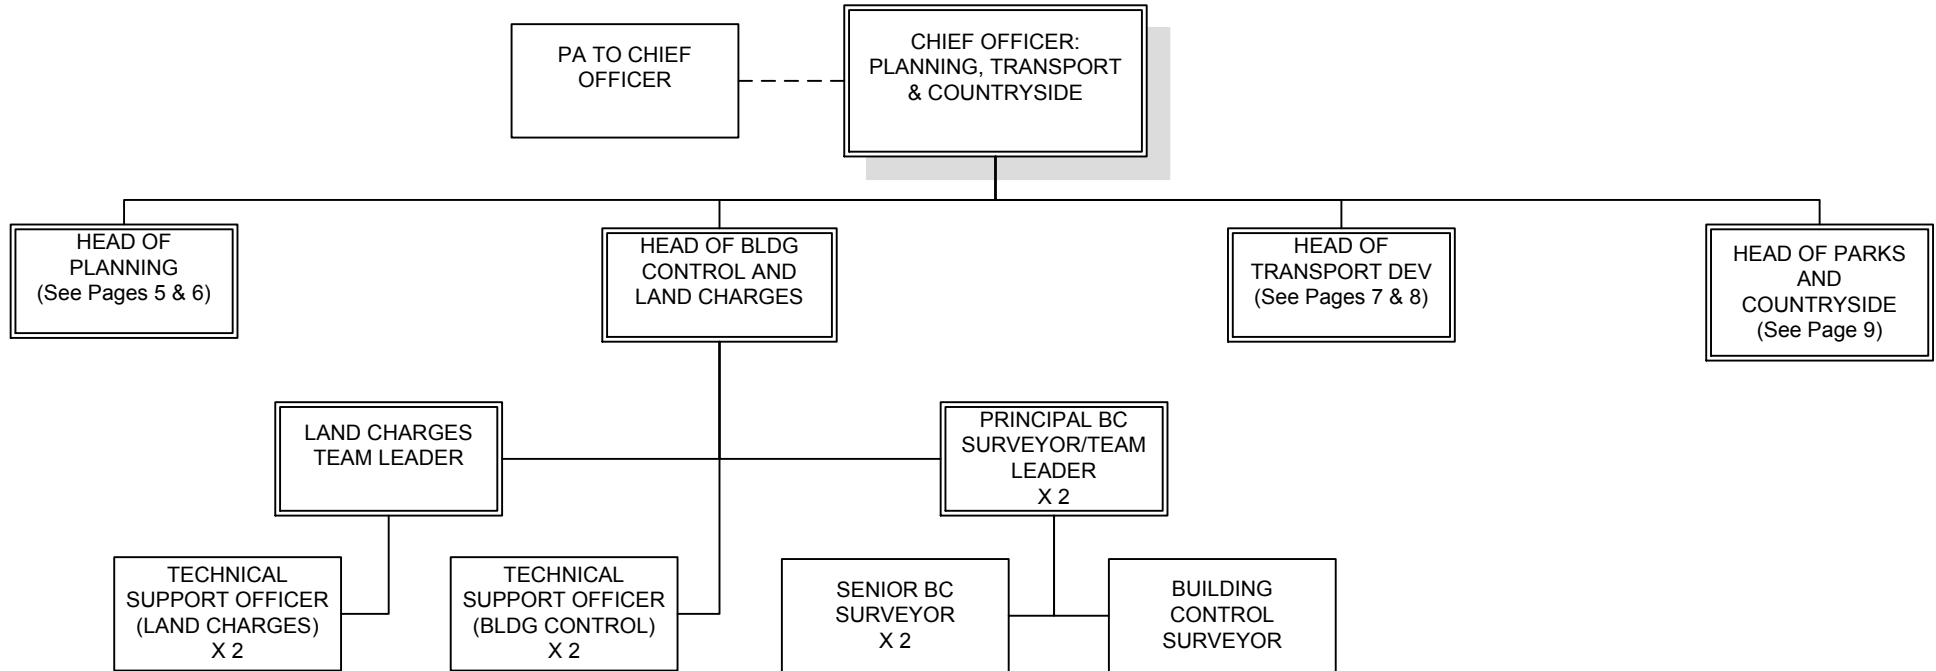 PA TO CHIEF
OFFICER
CHIEF OFFICER:
PLANNING, TRANSPORT
& COUNTRYSIDE
HEAD OF
PLANNING
(See Pages 5 & 6)
HEAD OF BLDG
CONTROL AND
LAND CHARGES
HEAD OF
TRANSPORT DEV
(See Pages 7 & 8)
HEAD OF PARKS
AND
COUNTRYSIDE
(See Page 9)
LAND CHARGES
TEAM LEADER
PRINCIPAL BC
SURVEYOR/TEAM
LEADER
X 2
TECHNICAL
SUPPORT OFFICER
(LAND CHARGES)
X 2
TECHNICAL
SUPPORT OFFICER
(BLDG CONTROL)
X 2
SENIOR BC
SURVEYOR
X 2
BUILDING
CONTROL
SURVEYOR